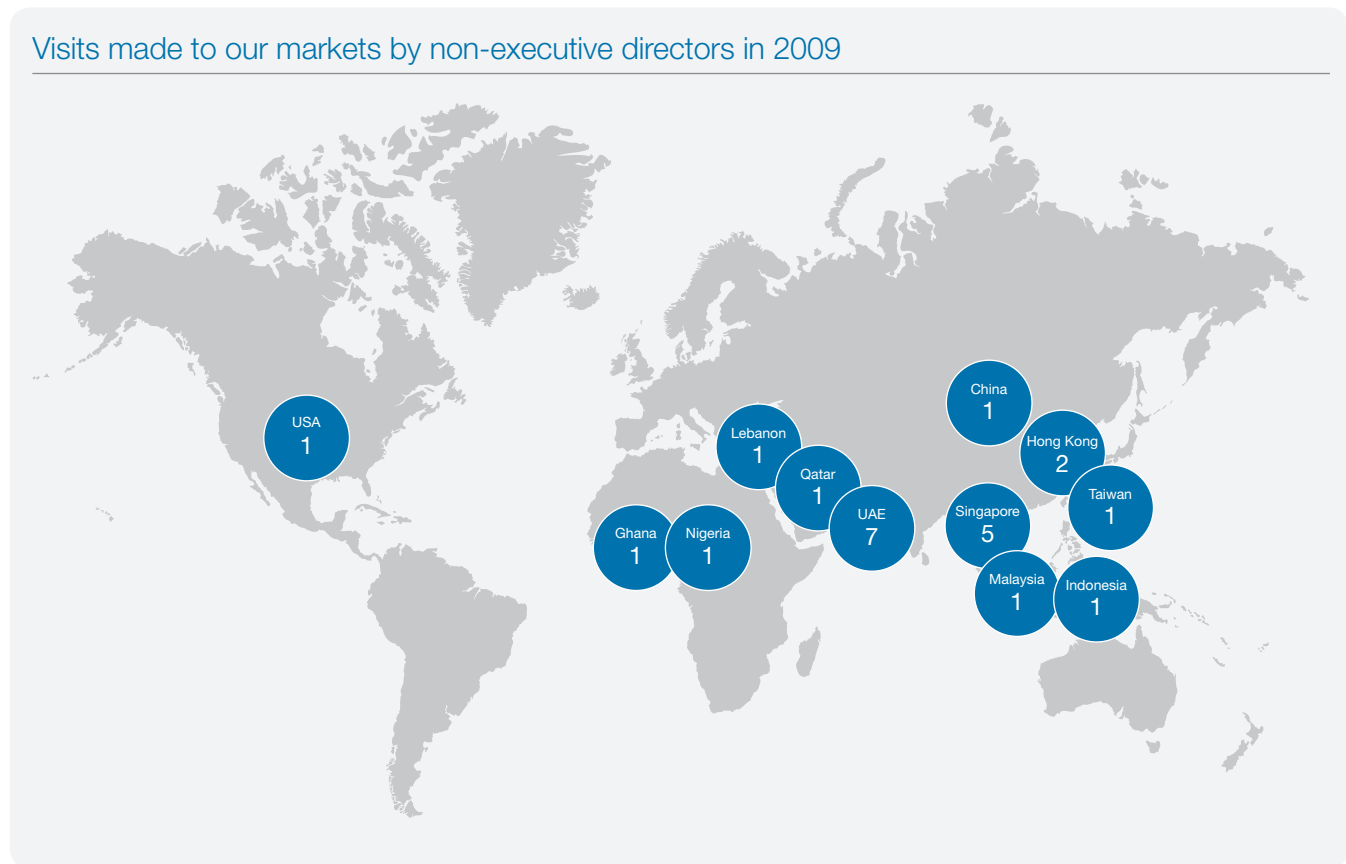 Visits made to our markets by non-executive directors in 2009
China
1
USA
1
Lebanon
1
Hong Kong
2
Qatar
1
Taiwan
1
UAE
7
Singapore
5
Ghana
1
Nigeria
1
Malaysia
1
Indonesia
1